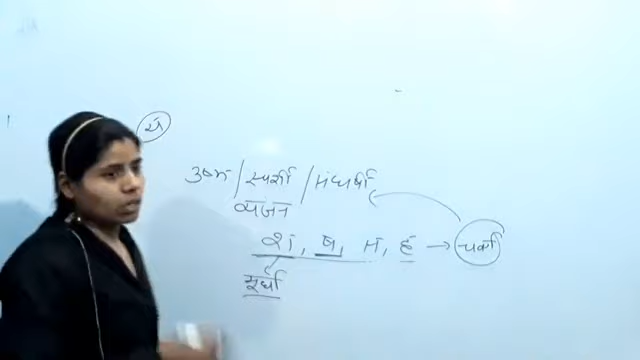 उष्म / स्पर्शी / संघर्षी
व्यंजन
श, ष, स, ह →
मूर्धा